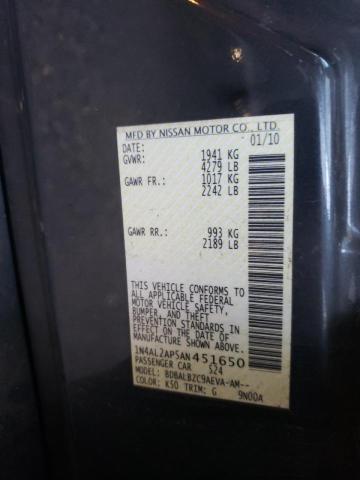 MFD BY NISSAN MOTOR CO., LTD.
DATE: 01/10
GVWR: 1941 KG
4279 LB
GAWR FR.: 1017 KG
2242 LB
GAWR RR.: 993 KG
2189 LB
THIS VEHICLE CONFORMS TO
ALL APPLICABLE U.S. FEDERAL
MOTOR VEHICLE SAFETY,
BUMPER, AND THEFT
PREVENTION STANDARDS IN
EFFECT ON THE DATE OF
MANUFACTURE SHOWN ABOVE.
1N4AL2AP5AN451650
PASSENGER CAR S24
MODEL: BDBALBZC9AEVA-AM--
COLOR: K50 TRIM: G 9N00A